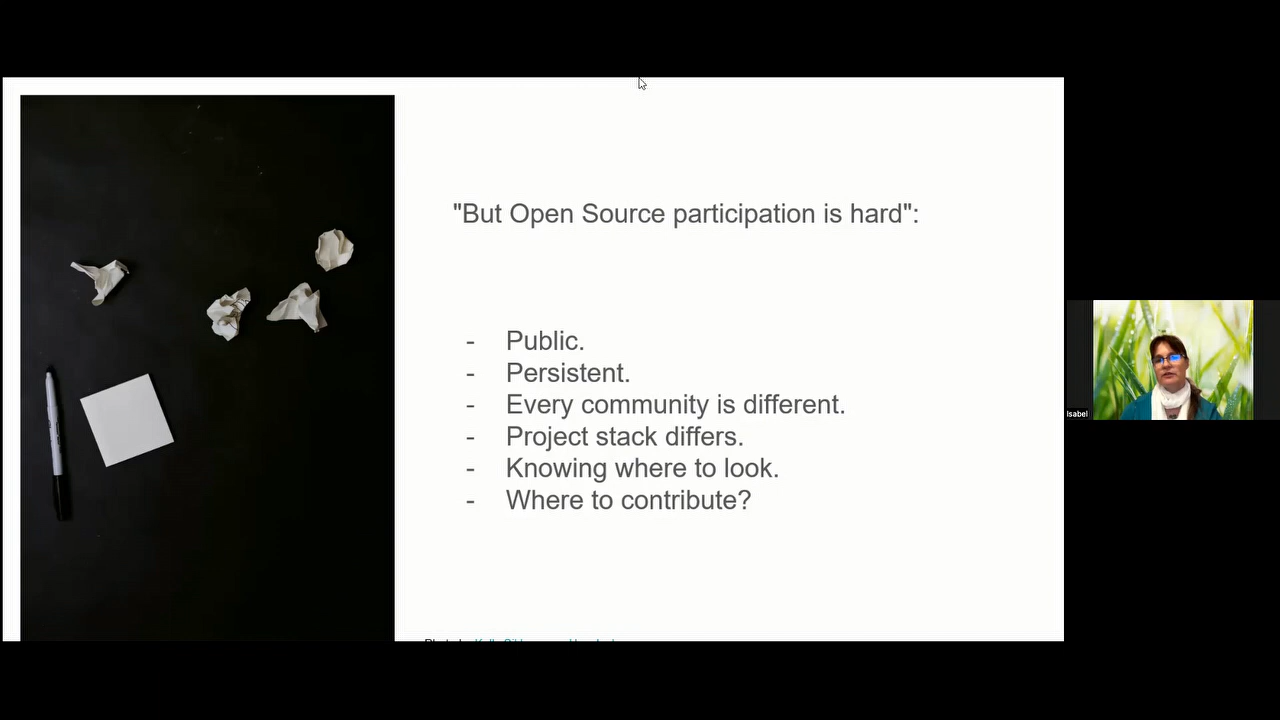 "But Open Source participation is hard":
- Public.
- Persistent.
- Every community is different.
- Project stack differs.
- Knowing where to look.
- Where to contribute?
Isabel